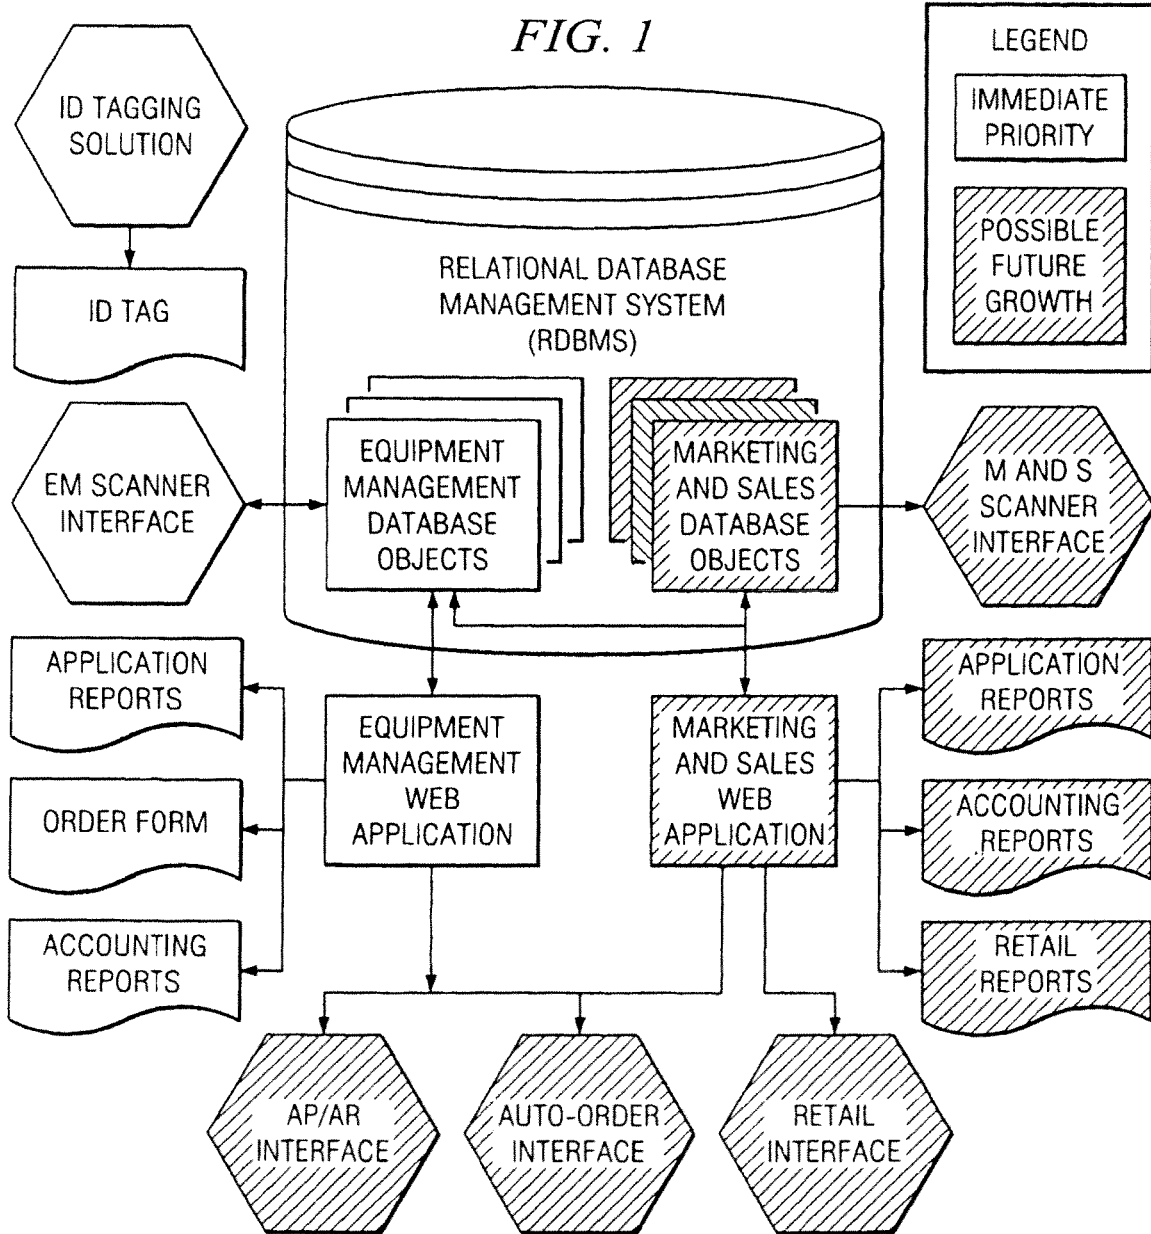 FIG. 1
LEGEND
IMMEDIATE
PRIORITY
POSSIBLE
FUTURE
GROWTH
ID TAGGING
SOLUTION
ID TAG
RELATIONAL DATABASE
MANAGEMENT SYSTEM
(RDBMS)
EM SCANNER
INTERFACE
EQUIPMENT
MANAGEMENT
DATABASE
OBJECTS
MARKETING
AND SALES
DATABASE
OBJECTS
M AND S
SCANNER
INTERFACE
APPLICATION
REPORTS
ORDER FORM
ACCOUNTING
REPORTS
EQUIPMENT
MANAGEMENT
WEB
APPLICATION
MARKETING
AND SALES
WEB
APPLICATION
APPLICATION
REPORTS
ACCOUNTING
REPORTS
RETAIL
REPORTS
AP/AR
INTERFACE
AUTO-ORDER
INTERFACE
RETAIL
INTERFACE